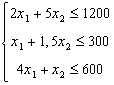 2x₁ + 5x₂ ≤ 1200
x₁ + 1,5x₂ ≤ 300
4x₁ + x₂ ≤ 600